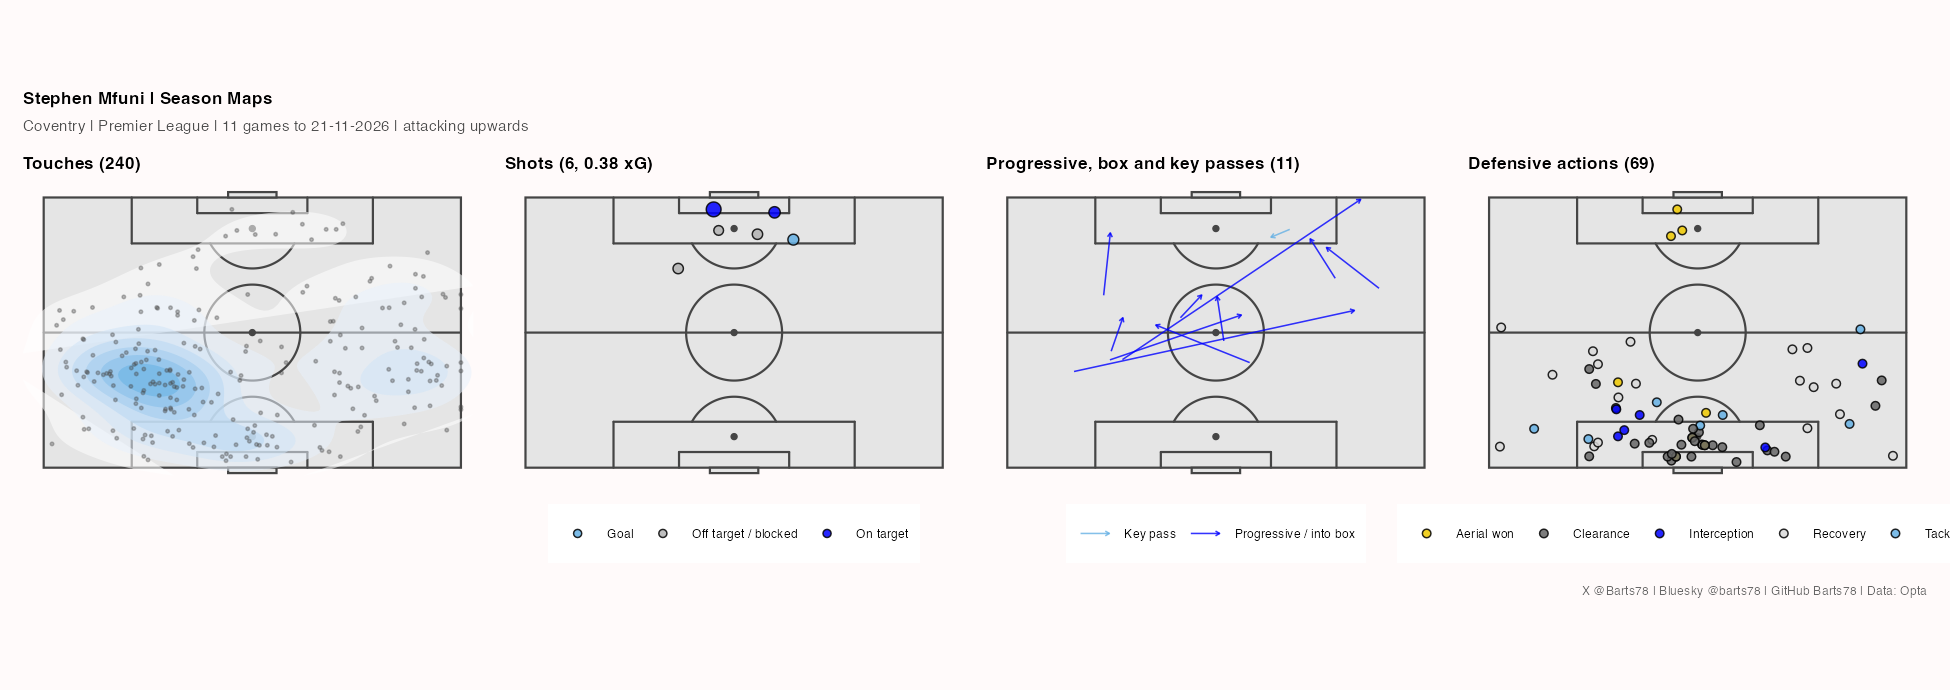 Stephen Mfuni | Season Maps
Coventry | Premier League | 11 games to 21-11-2026 | attacking upwards
Touches (240)
Shots (6, 0.38 xG)
Progressive, box and key passes (11)
Defensive actions (69)
Goal
Off target / blocked
On target
Key pass
Progressive / into box
Aerial won
Clearance
Interception
Recovery
Tack
X @Barts78 | Bluesky @barts78 | GitHub Barts78 | Data: Opta